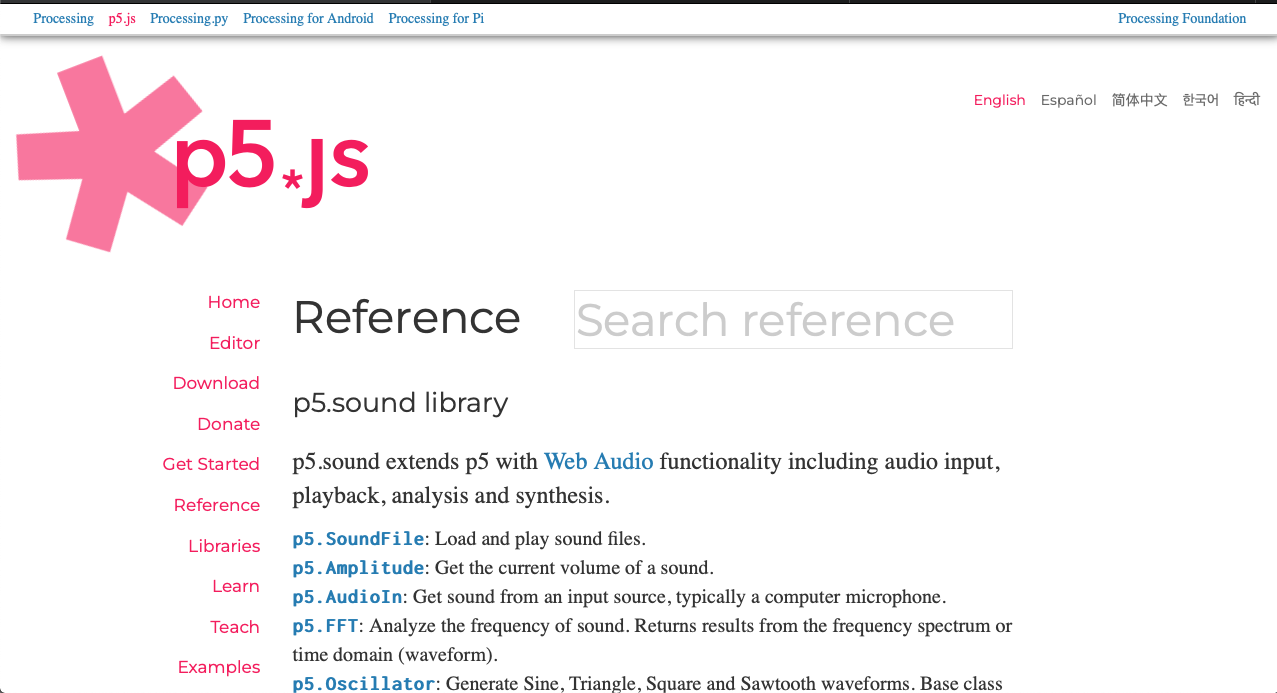 Processing p5.js Processing.py Processing for Android Processing for Pi Processing Foundation
English Español 简体中文 한국어 हिन्दी
p5.js
Home
Editor
Download
Donate
Get Started
Reference
Libraries
Learn
Teach
Examples
Reference
Search reference
p5.sound library
p5.sound extends p5 with Web Audio functionality including audio input,
playback, analysis and synthesis.
p5.SoundFile: Load and play sound files.
p5.Amplitude: Get the current volume of a sound.
p5.AudioIn: Get sound from an input source, typically a computer microphone.
p5.FFT: Analyze the frequency of sound. Returns results from the frequency spectrum or
time domain (waveform).
p5.Oscillator: Generate Sine, Triangle, Square and Sawtooth waveforms. Base class